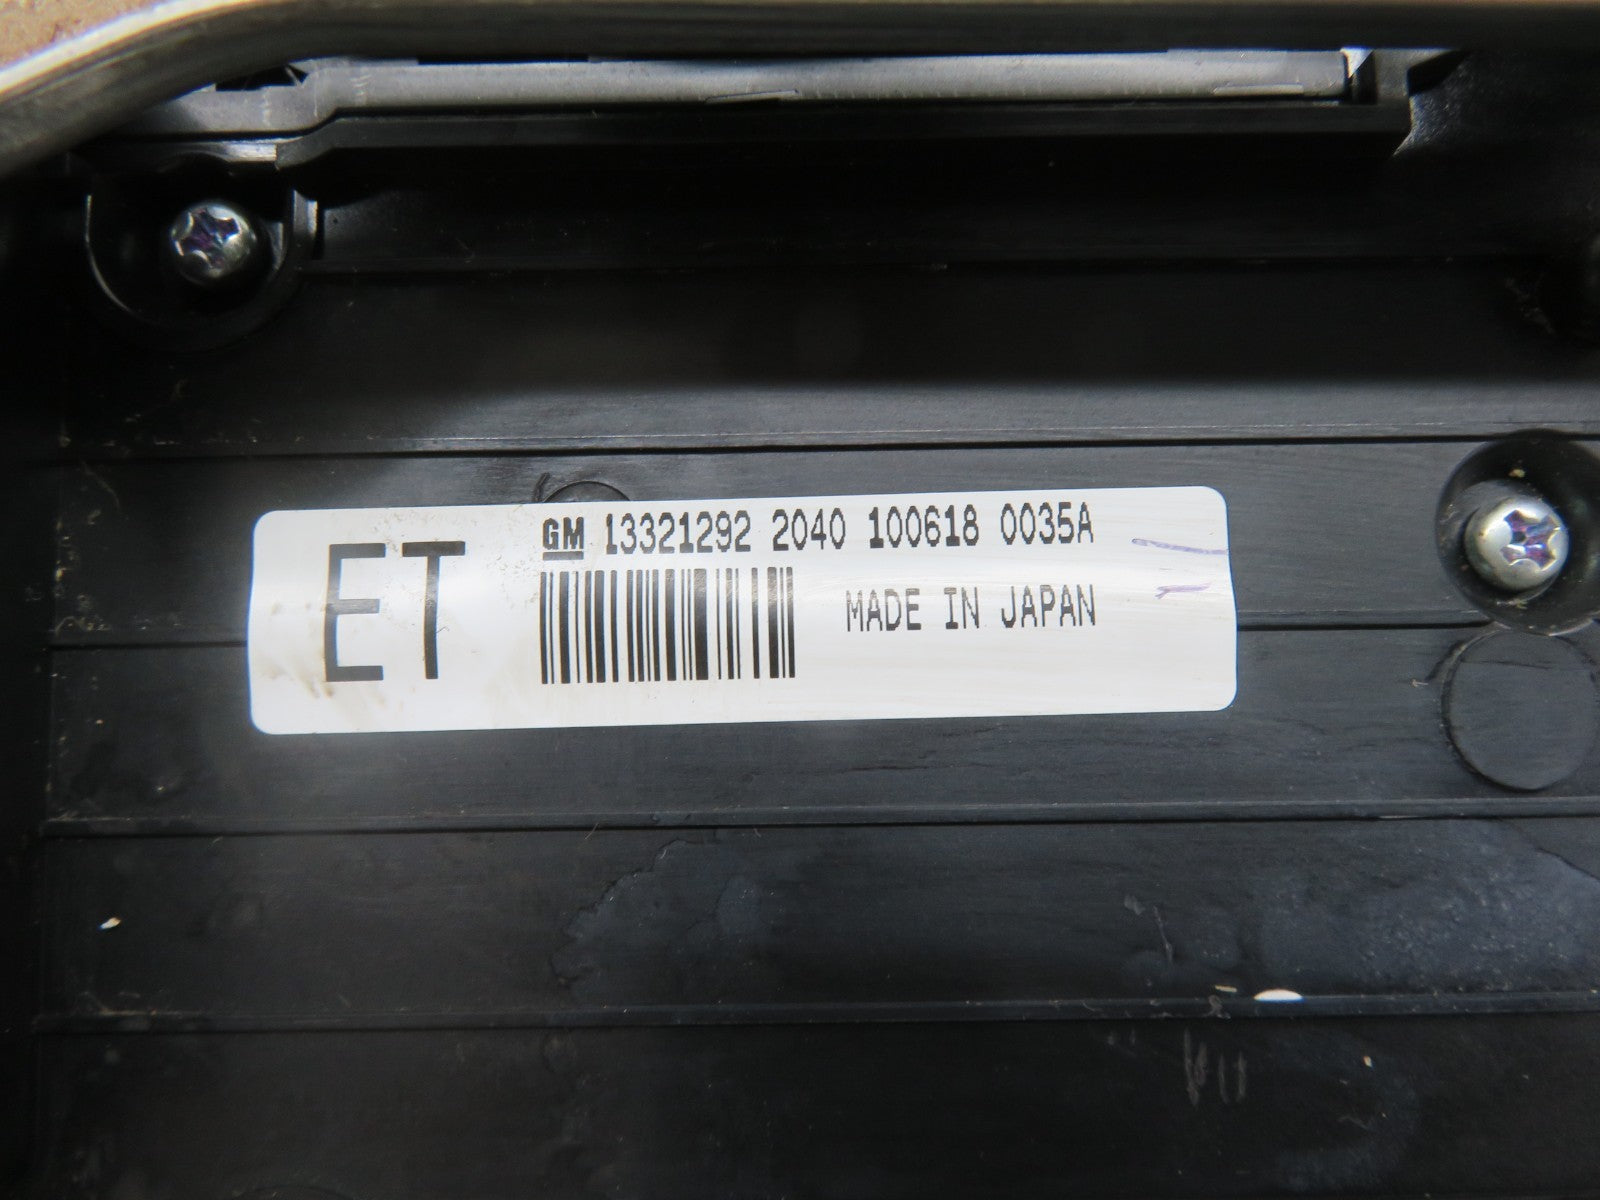 ET
GM 13321292 2040 100618 0035A
MADE IN JAPAN